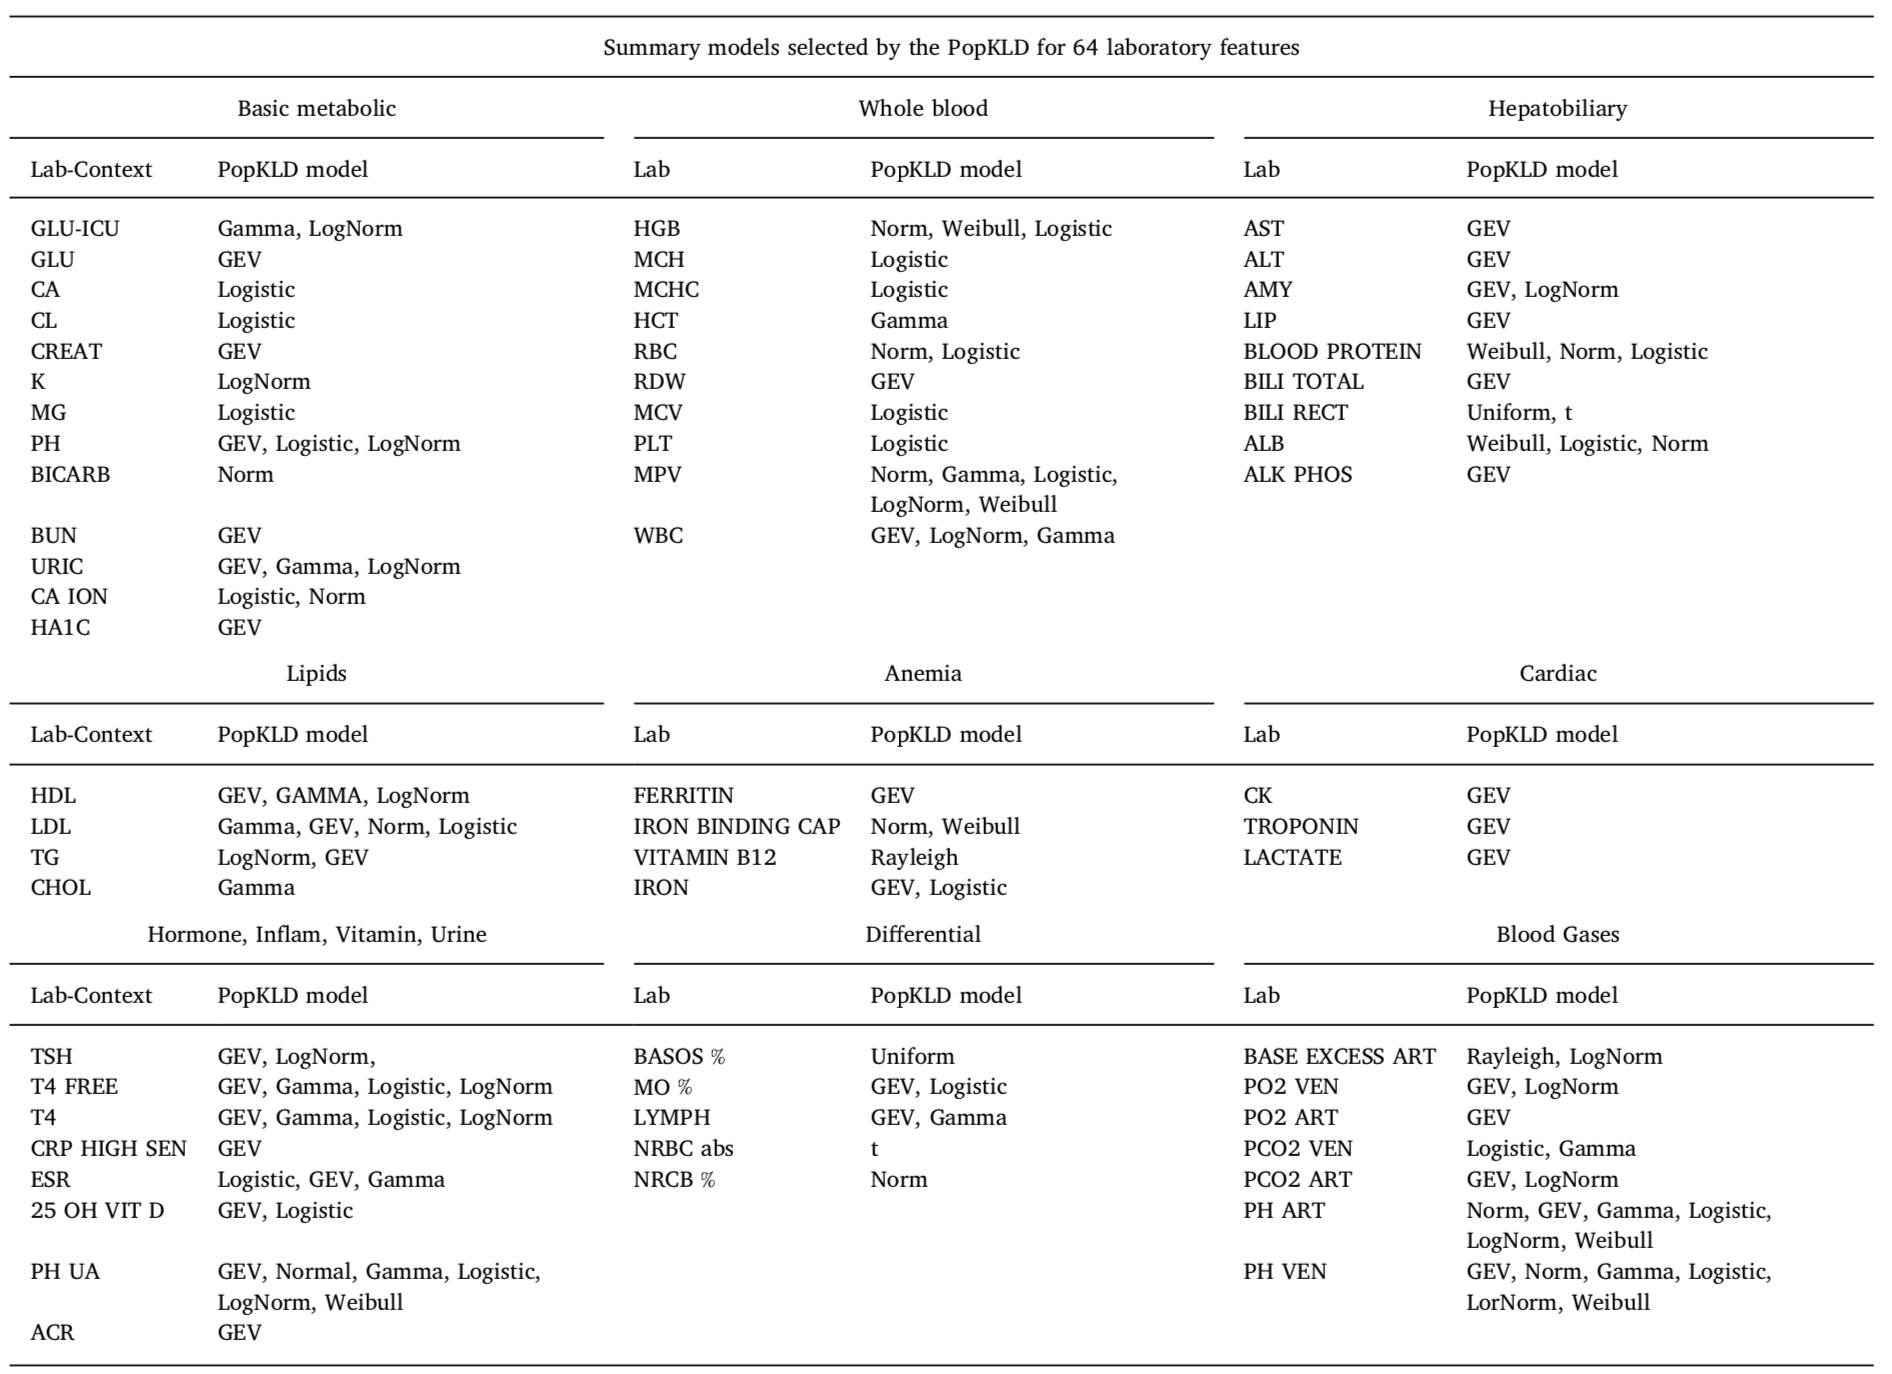 Summary models selected by the PopKLD for 64 laboratory features
Basic metabolic Whole blood Hepatobiliary
Lab-Context PopKLD model Lab PopKLD model Lab PopKLD model
GLU-ICU Gamma, LogNorm HGB Norm, Weibull, Logistic AST GEV
GLU GEV MCH Logistic ALT GEV
CA Logistic MCHC Logistic AMY GEV, LogNorm
CL Logistic HCT Gamma LIP GEV
CREAT GEV RBC Norm, Logistic BLOOD PROTEIN Weibull, Norm, Logistic
K LogNorm RDW GEV BILI TOTAL GEV
MG Logistic MCV Logistic BILI RECT Uniform, t
PH GEV, Logistic, LogNorm PLT Logistic ALB Weibull, Logistic, Norm
BICARB Norm MPV Norm, Gamma, Logistic, ALK PHOS GEV
LogNorm, Weibull
BUN GEV WBC GEV, LogNorm, Gamma
URIC GEV, Gamma, LogNorm
CA ION Logistic, Norm
HA1C GEV
Lipids Anemia Cardiac
Lab-Context PopKLD model Lab PopKLD model Lab PopKLD model
HDL GEV, GAMMA, LogNorm FERRITIN GEV CK GEV
LDL Gamma, GEV, Norm, Logistic IRON BINDING CAP Norm, Weibull TROPONIN GEV
TG LogNorm, GEV VITAMIN B12 Rayleigh LACTATE GEV
CHOL Gamma IRON GEV, Logistic
Hormone, Inflam, Vitamin, Urine Differential Blood Gases
Lab-Context PopKLD model Lab PopKLD model Lab PopKLD model
TSH GEV, LogNorm, BASOS % Uniform BASE EXCESS ART Rayleigh, LogNorm
T4 FREE GEV, Gamma, Logistic, LogNorm MO % GEV, Logistic PO2 VEN GEV, LogNorm
T4 GEV, Gamma, Logistic, LogNorm LYMPH GEV, Gamma PO2 ART GEV
CRP HIGH SEN GEV NRBC abs t PCO2 VEN Logistic, Gamma
ESR Logistic, GEV, Gamma NRCB % Norm PCO2 ART GEV, LogNorm
25 OH VIT D GEV, Logistic PH ART Norm, GEV, Gamma, Logistic,
LogNorm, Weibull
PH UA GEV, Normal, Gamma, Logistic, PH VEN GEV, Norm, Gamma, Logistic,
LogNorm, Weibull LorNorm, Weibull
ACR GEV